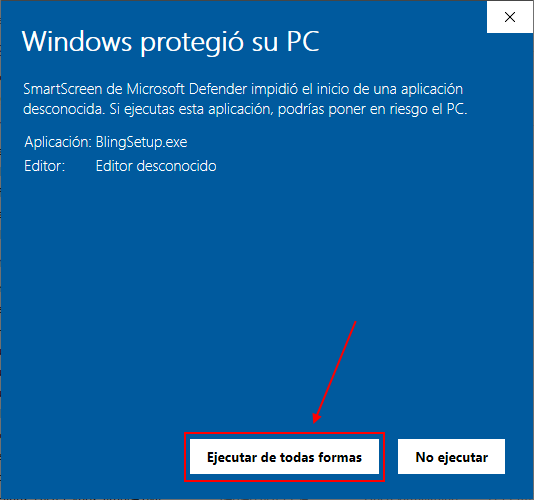 Windows protegió su PC
SmartScreen de Microsoft Defender impidió el inicio de una aplicación
desconocida. Si ejecutas esta aplicación, podrías poner en riesgo el PC.
Aplicación: BlingSetup.exe
Editor: Editor desconocido
Ejecutar de todas formas
No ejecutar